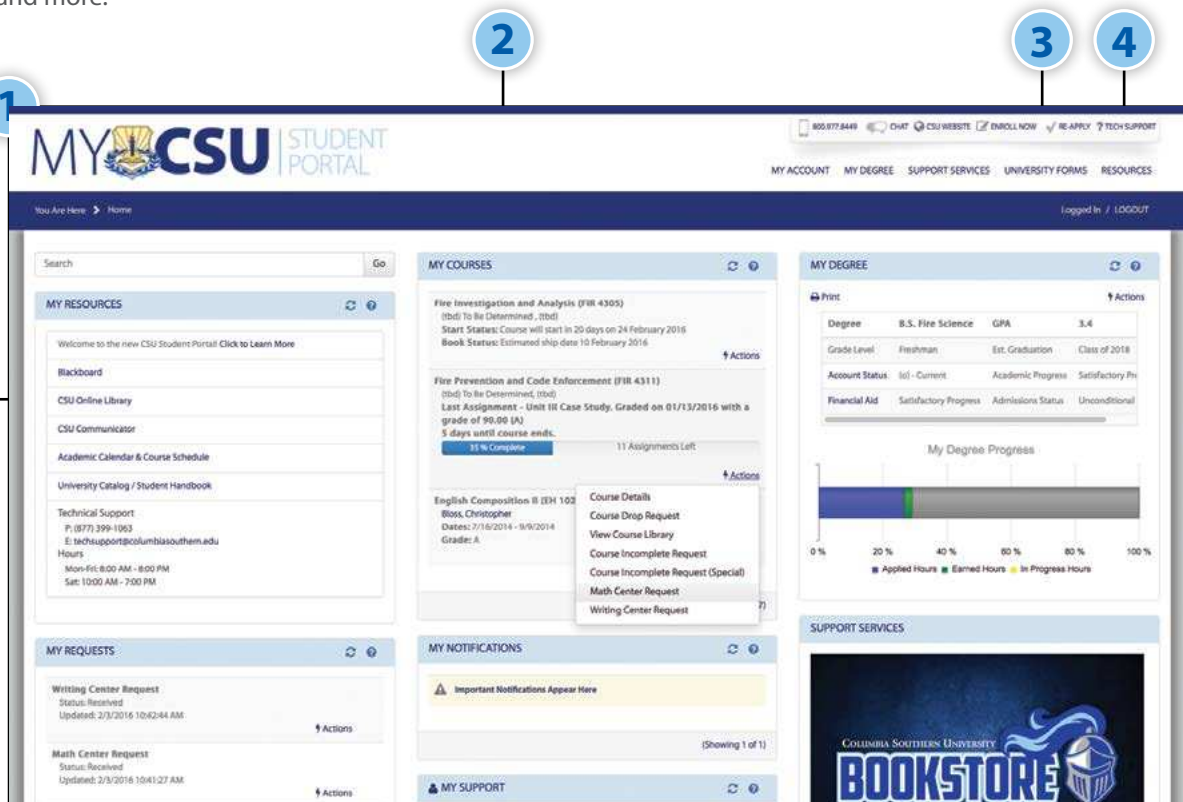 and more.
2
3
4
1
MY CSU STUDENT
PORTAL
800.977.8449 CHAT CSU WEBSITE ENROLL NOW RE-APPLY ? TECH SUPPORT
MY ACCOUNT MY DEGREE SUPPORT SERVICES UNIVERSITY FORMS RESOURCES
You Are Here > Home
Logged In / LOGOUT
Search Go
MY RESOURCES
Welcome to the new CSU Student Portal! Click to Learn More
Blackboard
CSU Online Library
CSU Communicator
Academic Calendar & Course Schedule
University Catalog / Student Handbook
Technical Support
P: (877) 399-1063
E: techsupport@columbiasouthern.edu
Hours
Mon-Fri: 8:00 AM - 8:00 PM
Sat: 10:00 AM - 7:00 PM
MY REQUESTS
Writing Center Request
Status: Received
Updated: 2/3/2016 10:42:44 AM
Actions
Math Center Request
Status: Received
Updated: 2/3/2016 10:41:27 AM
Actions
MY COURSES
Fire Investigation and Analysis (FIR 4305)
(tbd) To Be Determined , (tbd)
Start Status: Course will start in 20 days on 24 February 2016
Book Status: Estimated ship date 10 February 2016
Actions
Fire Prevention and Code Enforcement (FIR 4311)
(tbd) To Be Determined, (tbd)
Last Assignment - Unit III Case Study, Graded on 01/13/2016 with a
grade of 90.00 (A)
5 days until course ends.
35 % Complete 11 Assignments Left
Actions
English Composition II (EH 102
Bloss, Christopher
Dates: 7/16/2014 - 9/9/2014
Grade: A
Course Details
Course Drop Request
View Course Library
Course Incomplete Request
Course Incomplete Request (Special)
Math Center Request
Writing Center Request
7)
MY NOTIFICATIONS
Important Notifications Appear Here
(Showing 1 of 1)
MY SUPPORT
MY DEGREE
Print Actions
Degree B.S. Fire Science GPA 3.4
Grade Level Freshman Est. Graduation Class of 2018
Account Status (o) - Current Academic Progress Satisfactory Pro
Financial Aid Satisfactory Progress Admissions Status Unconditional
My Degree Progress
0 % 20 % 40 % 60 % 80 % 100 %
Applied Hours Earned Hours In Progress Hours
SUPPORT SERVICES
COLUMBIA SOUTHERN UNIVERSITY
BOOKSTORE